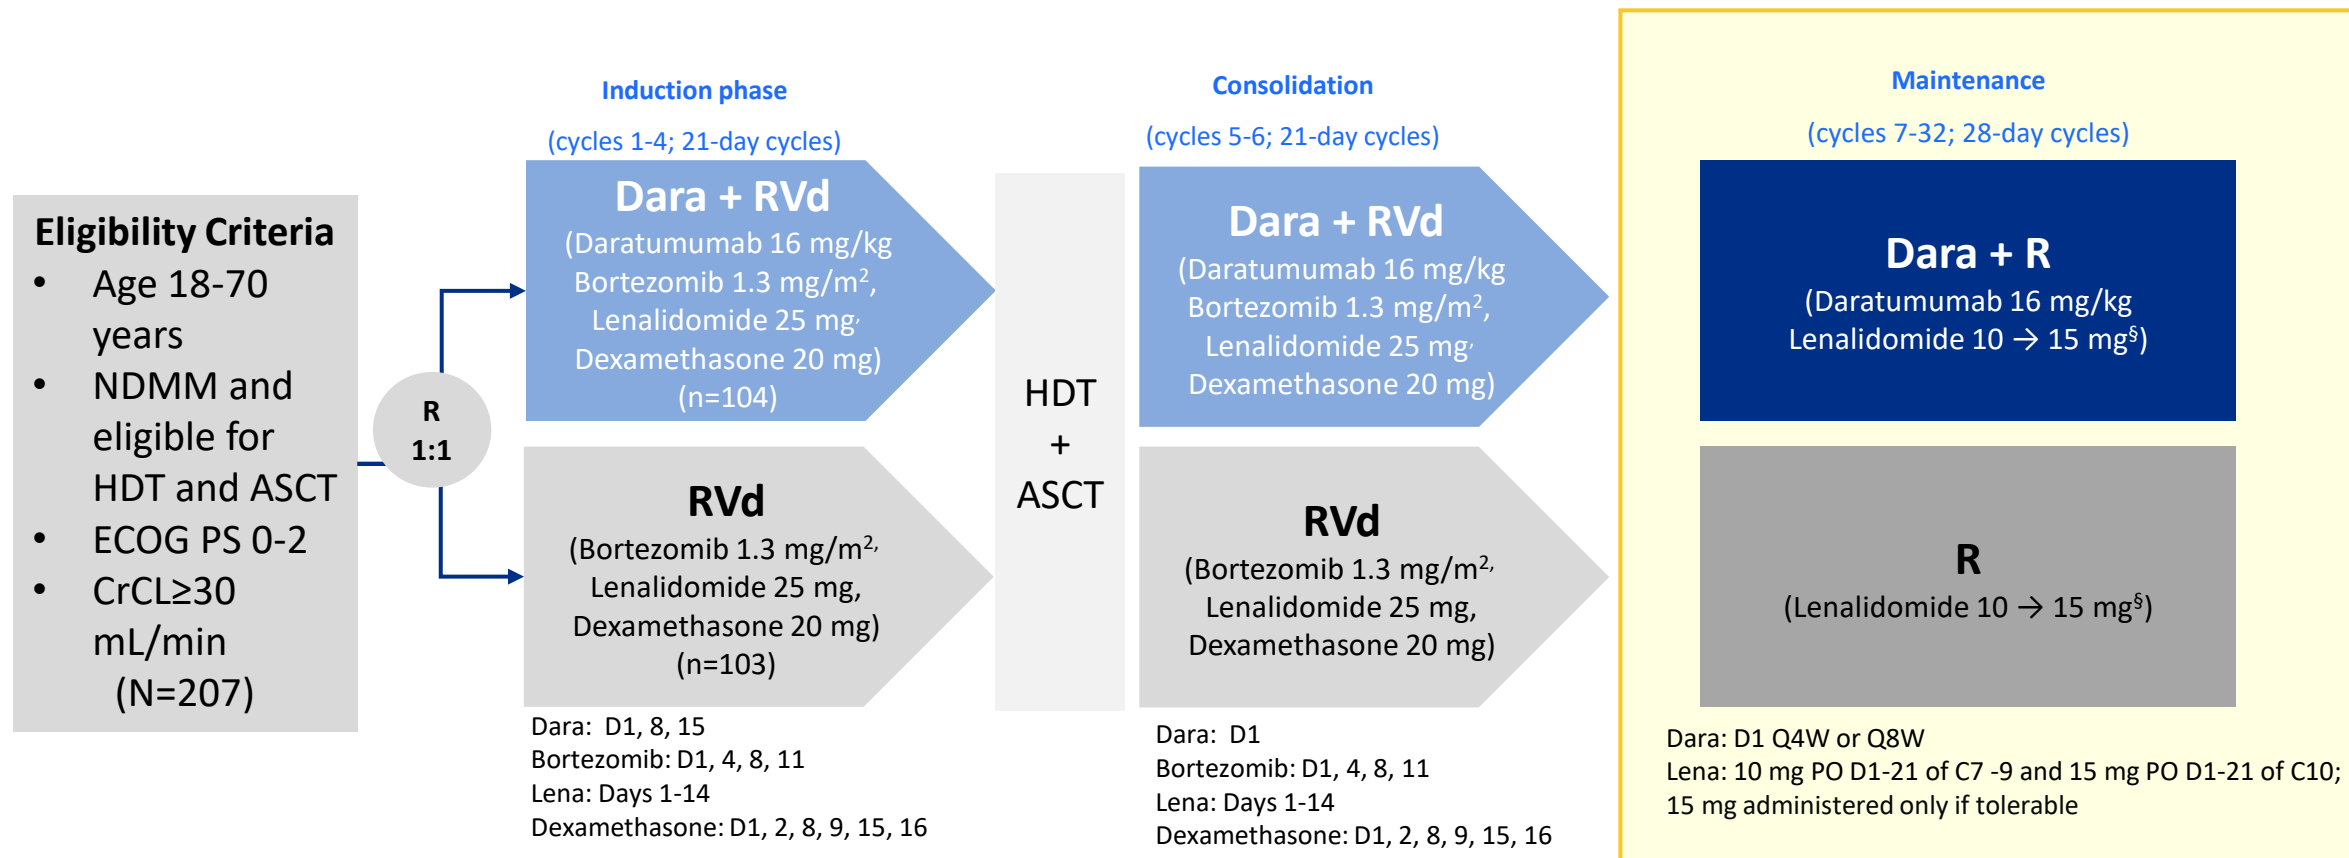 Eligibility Criteria
• Age 18-70
years
• NDMM and
eligible for
HDT and ASCT
• ECOG PS 0-2
• CrCL≥30
mL/min
(N=207)
R
1:1
Induction phase
(cycles 1-4; 21-day cycles)
Dara + RVd
(Daratumumab 16 mg/kg
Bortezomib 1.3 mg/m²,
Lenalidomide 25 mg,
Dexamethasone 20 mg)
(n=104)
RVd
(Bortezomib 1.3 mg/m²,
Lenalidomide 25 mg,
Dexamethasone 20 mg)
(n=103)
Dara: D1, 8, 15
Bortezomib: D1, 4, 8, 11
Lena: Days 1-14
Dexamethasone: D1, 2, 8, 9, 15, 16
HDT
+
ASCT
Consolidation
(cycles 5-6; 21-day cycles)
Dara + RVd
(Daratumumab 16 mg/kg
Bortezomib 1.3 mg/m²,
Lenalidomide 25 mg,
Dexamethasone 20 mg)
RVd
(Bortezomib 1.3 mg/m²,
Lenalidomide 25 mg,
Dexamethasone 20 mg)
Dara: D1
Bortezomib: D1, 4, 8, 11
Lena: Days 1-14
Dexamethasone: D1, 2, 8, 9, 15, 16
Maintenance
(cycles 7-32; 28-day cycles)
Dara + R
(Daratumumab 16 mg/kg
Lenalidomide 10 → 15 mg§)
R
(Lenalidomide 10 → 15 mg§)
Dara: D1 Q4W or Q8W
Lena: 10 mg PO D1-21 of C7 -9 and 15 mg PO D1-21 of C10;
15 mg administered only if tolerable